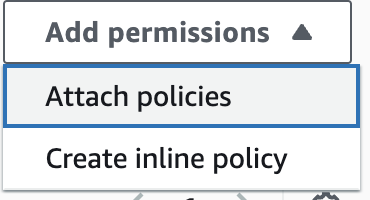 Add permissions
Attach policies
Create inline policy